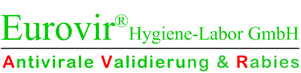 Eurovir® Hygiene-Labor GmbH
Antivirale Validierung & Rabies